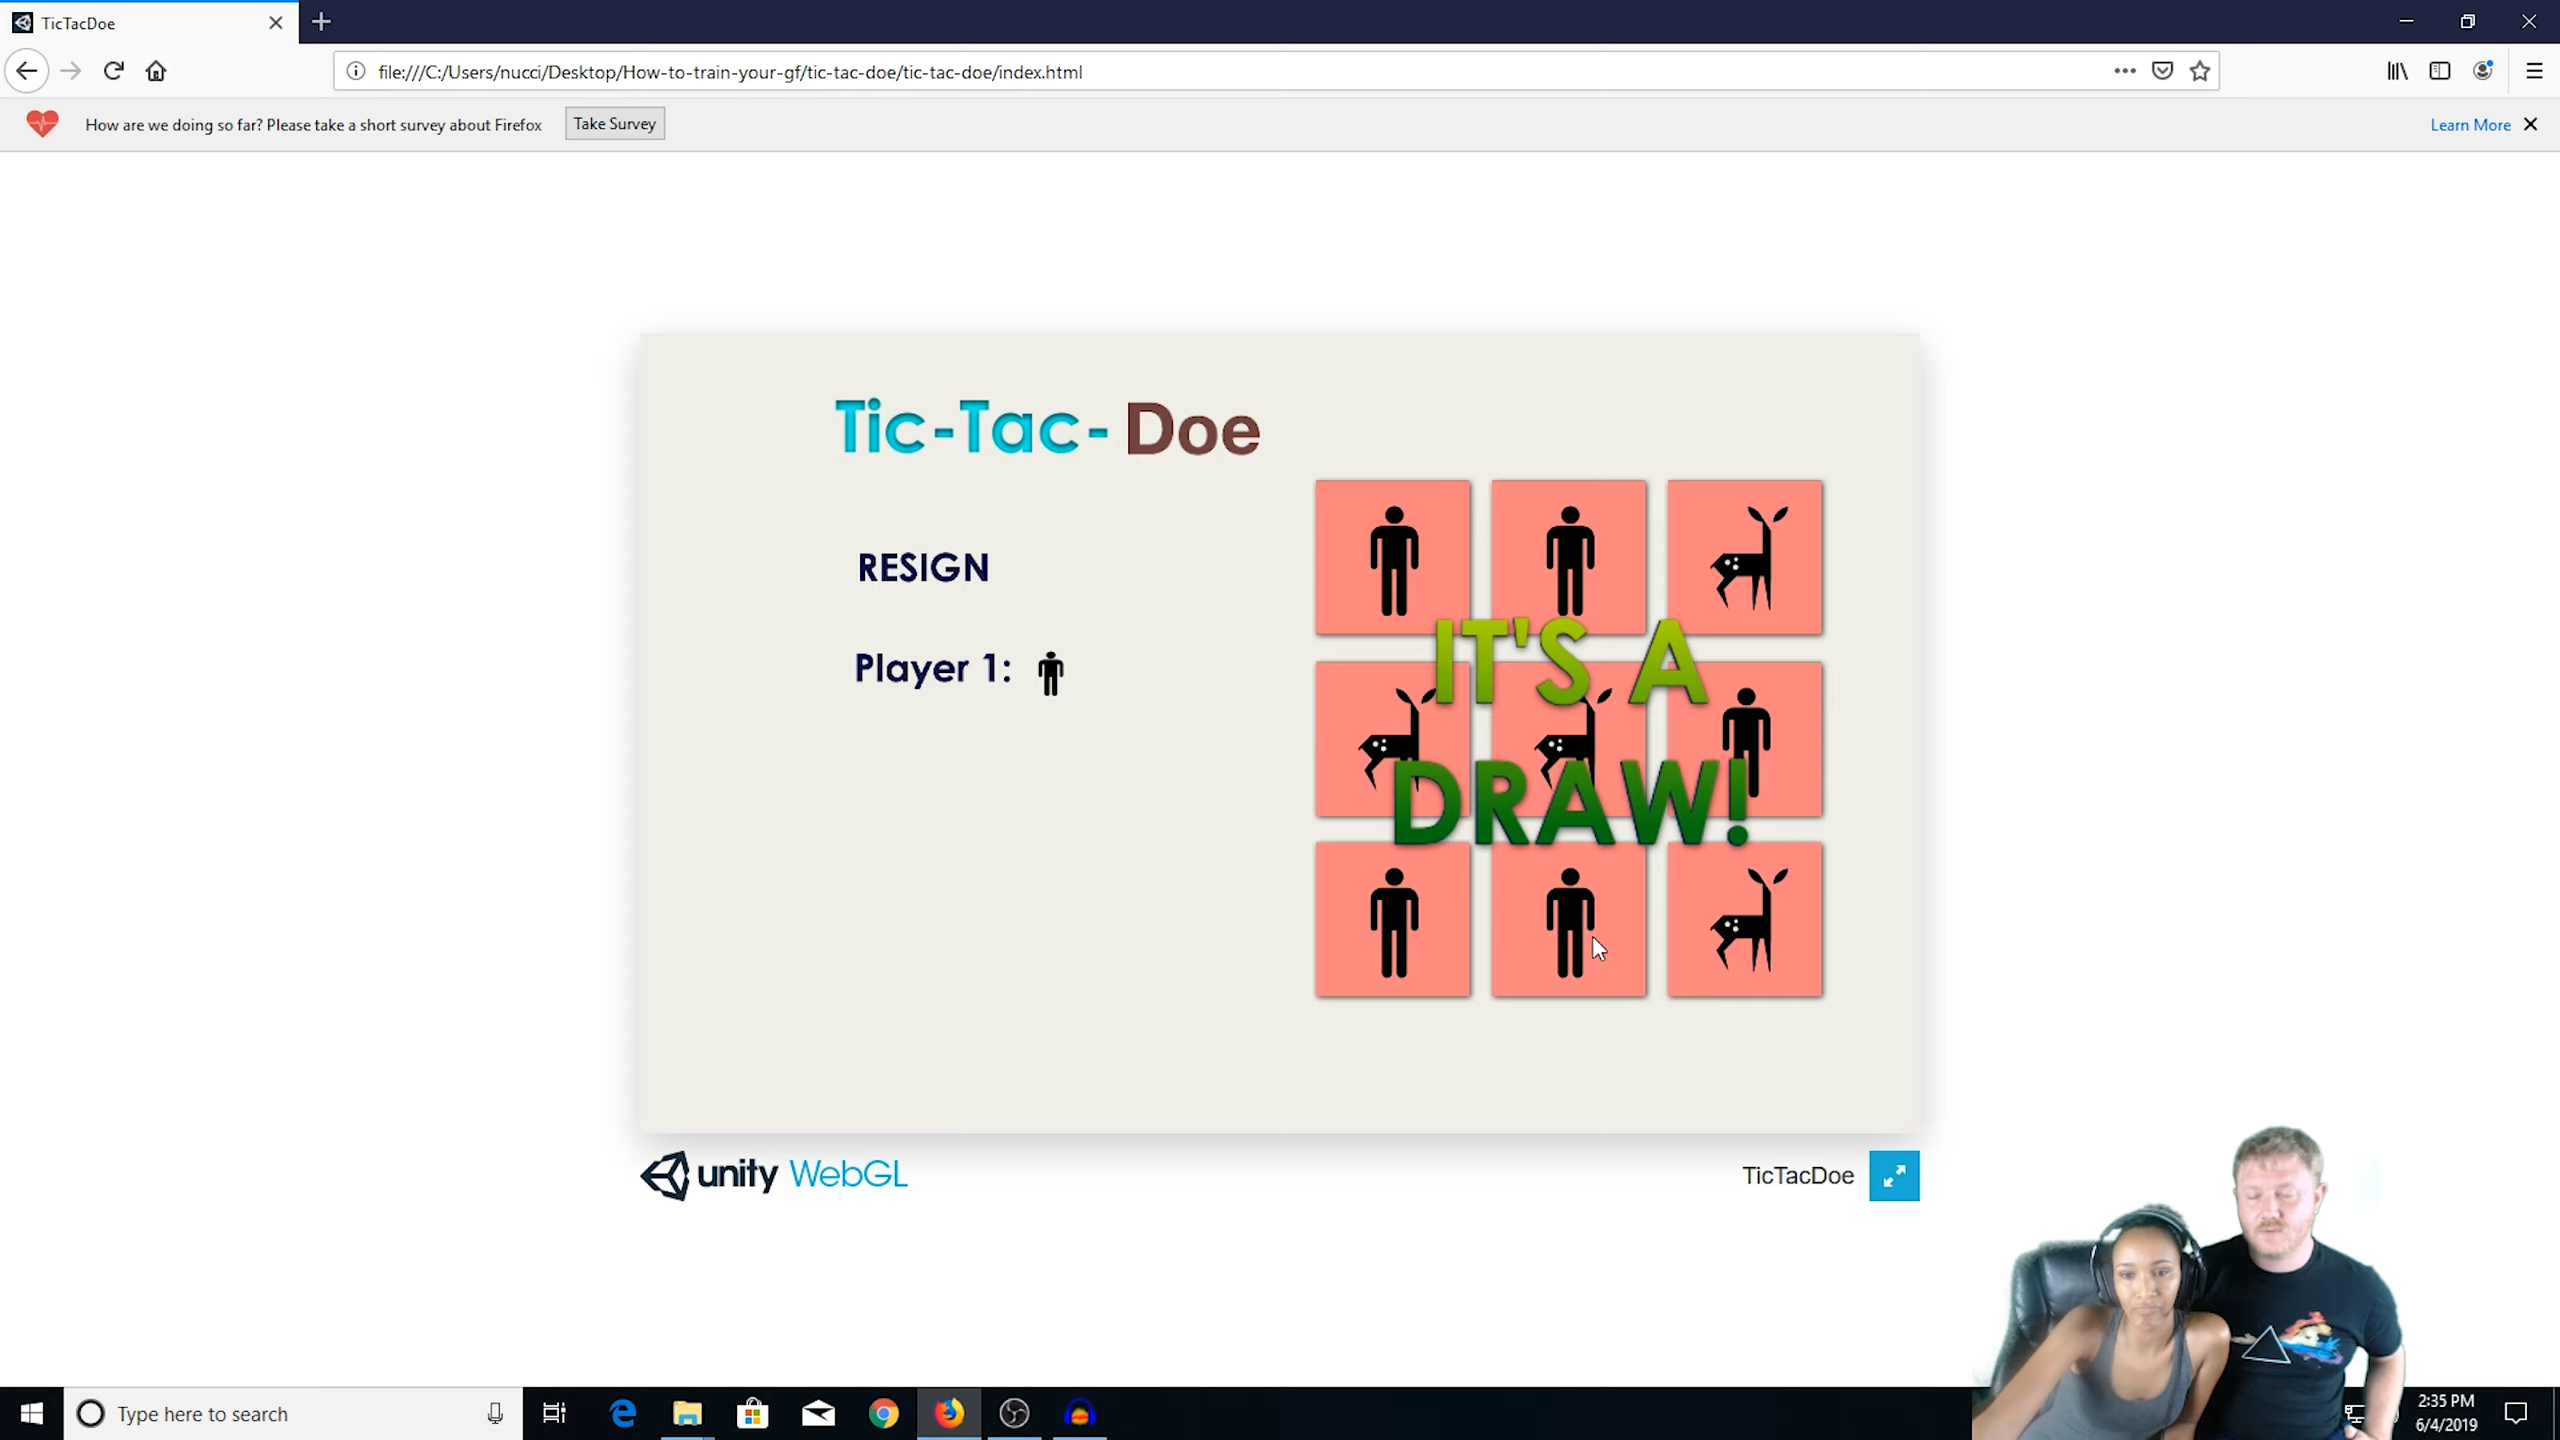 TicTacDoe
file:///C:/Users/nucci/Desktop/How-to-train-your-gf/tic-tac-doe/tic-tac-doe/index.html
How are we doing so far? Please take a short survey about Firefox
Take Survey
Learn More
Tic-Tac-Doe
RESIGN
Player 1:
IT'S A
DRAW!
unity WebGL
TicTacDoe
Type here to search
2:35 PM
6/4/2019